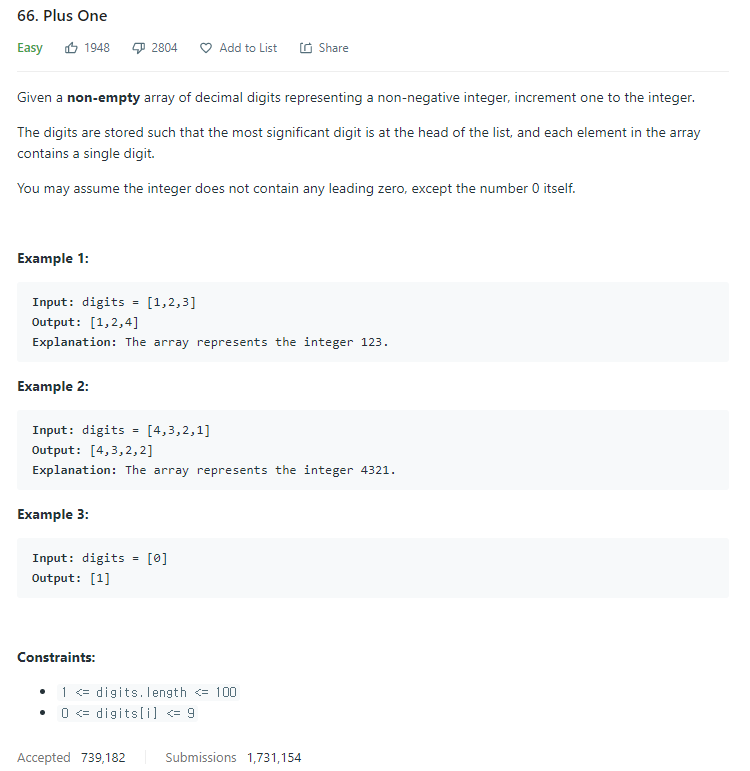 66. Plus One
Easy 1948 2804 Add to List Share
Given a non-empty array of decimal digits representing a non-negative integer, increment one to the integer.
The digits are stored such that the most significant digit is at the head of the list, and each element in the array
contains a single digit.
You may assume the integer does not contain any leading zero, except the number 0 itself.
Example 1:
Input: digits = [1,2,3]
Output: [1,2,4]
Explanation: The array represents the integer 123.
Example 2:
Input: digits = [4,3,2,1]
Output: [4,3,2,2]
Explanation: The array represents the integer 4321.
Example 3:
Input: digits = [0]
Output: [1]
Constraints:
• 1 <= digits.length <= 100
• 0 <= digits[i] <= 9
Accepted 739,182 Submissions 1,731,154